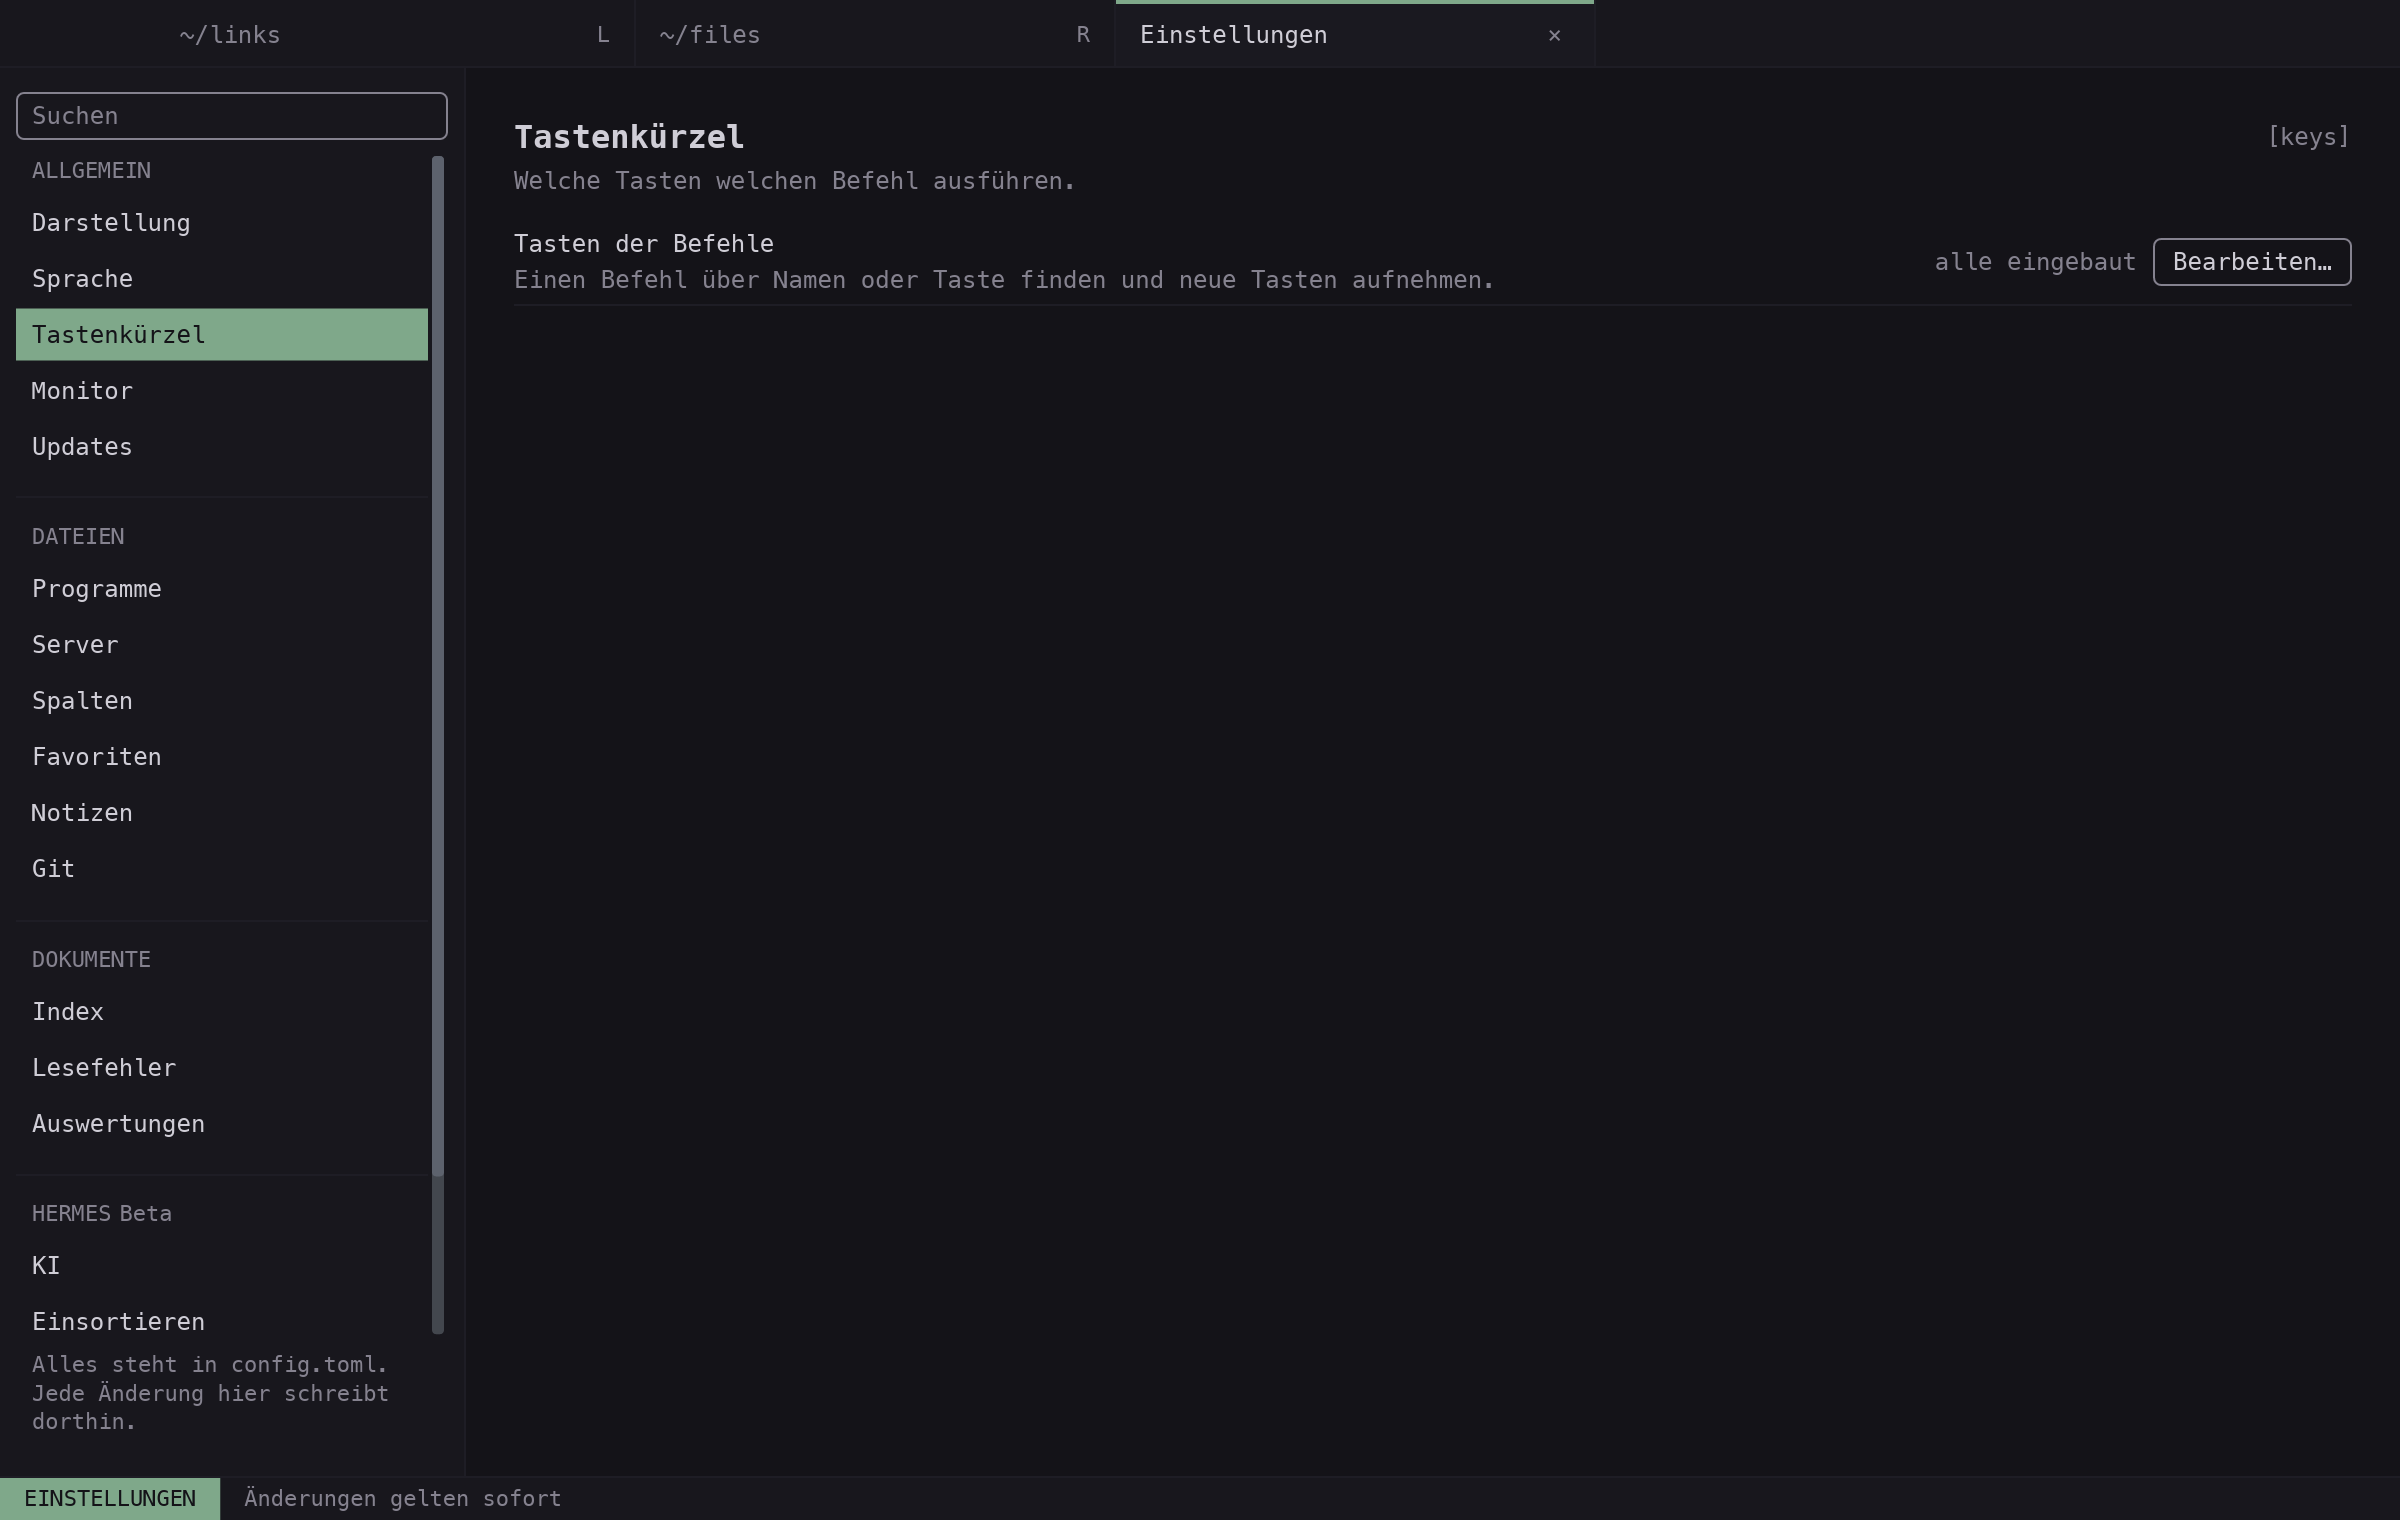 ~/links L ~/files R Einstellungen ×
Suchen
ALLGEMEIN
Darstellung
Sprache
Tastenkürzel
Monitor
Updates
DATEIEN
Programme
Server
Spalten
Favoriten
Notizen
Git
DOKUMENTE
Index
Lesefehler
Auswertungen
HERMES Beta
KI
Einsortieren
Alles steht in config.toml.
Jede Änderung hier schreibt
dorthin.
Tastenkürzel [keys]
Welche Tasten welchen Befehl ausführen.
Tasten der Befehle
Einen Befehl über Namen oder Taste finden und neue Tasten aufnehmen.
alle eingebaut Bearbeiten…
EINSTELLUNGEN Änderungen gelten sofort